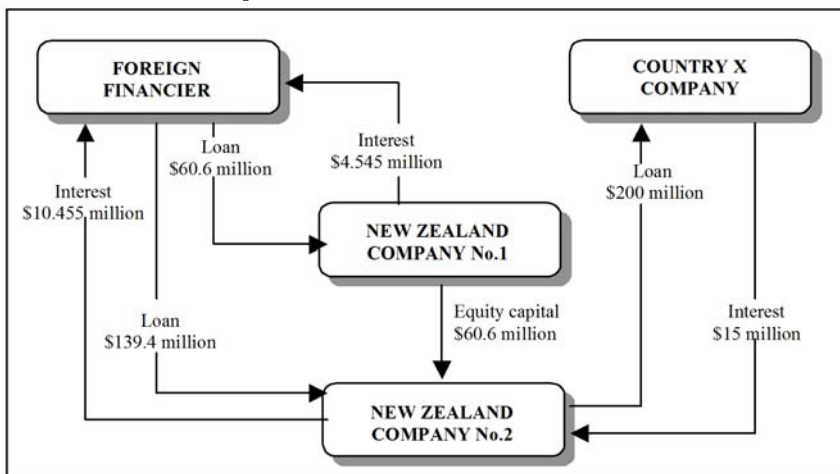 FOREIGN
FINANCIER
COUNTRY X
COMPANY
Loan
$60.6 million
Interest
$4.545 million
Interest
$10.455 million
Loan
$200 million
NEW ZEALAND
COMPANY No.1
Loan
$139.4 million
Equity capital
$60.6 million
Interest
$15 million
NEW ZEALAND
COMPANY No.2